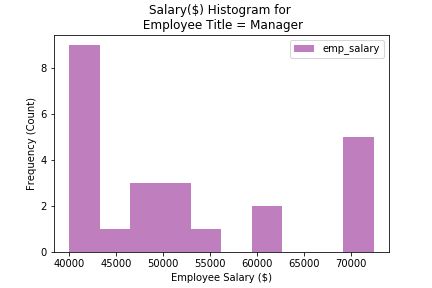 Salary($) Histogram for
Employee Title = Manager
emp_salary
Frequency (Count)
8
6
4
2
0
40000 45000 50000 55000 60000 65000 70000
Employee Salary ($)